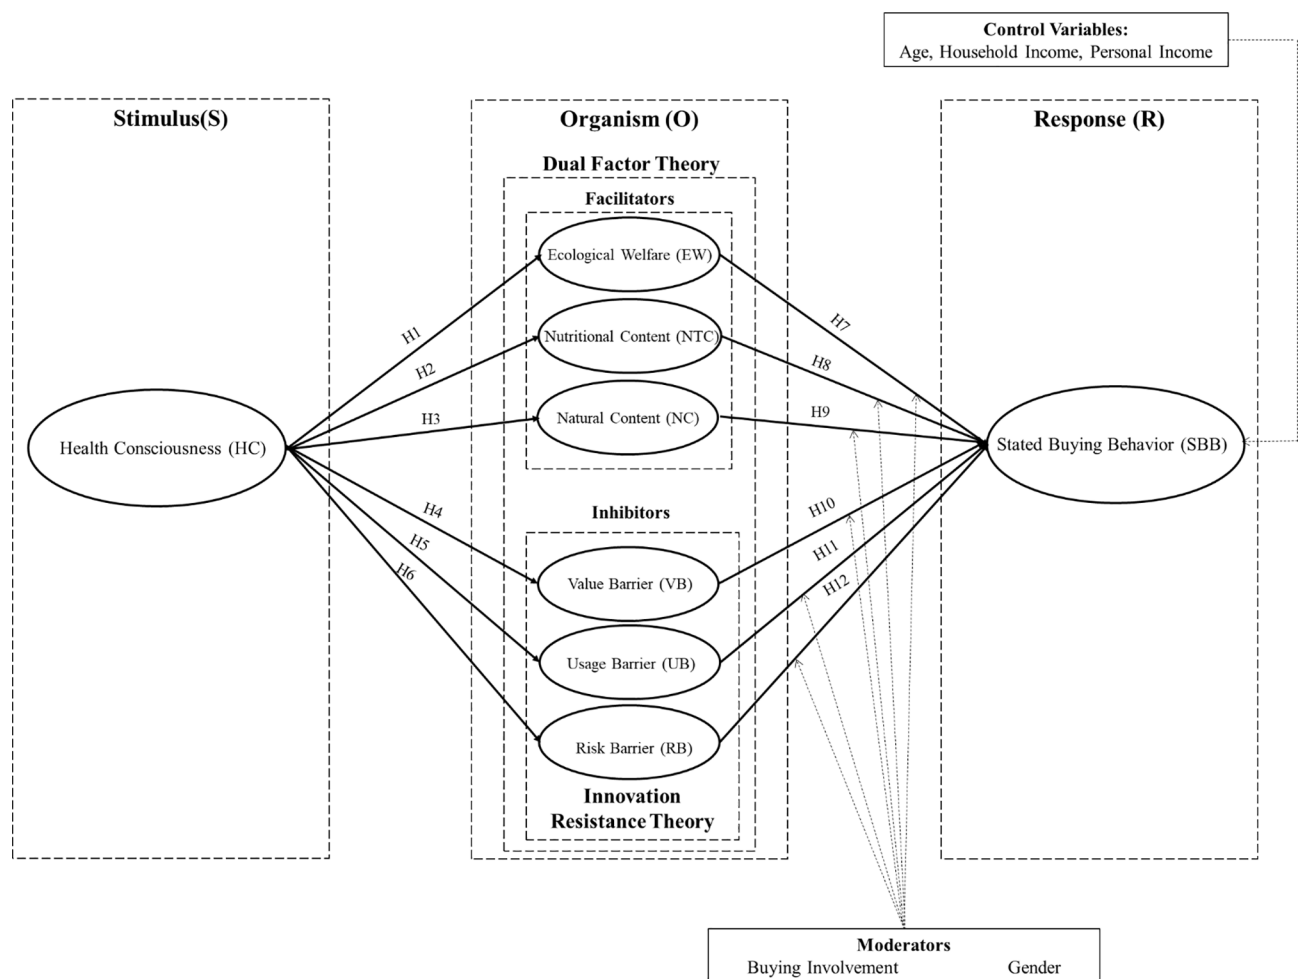 Control Variables:
Age, Household Income, Personal Income
Stimulus(S)
Organism (O)
Response (R)
Dual Factor Theory
Facilitators
Ecological Welfare (EW)
Nutritional Content (NTC)
Natural Content (NC)
H1
H2
H3
H7
H8
H9
Health Consciousness (HC)
Stated Buying Behavior (SBB)
H4
H5
H6
Inhibitors
H10
H11
H12
Value Barrier (VB)
Usage Barrier (UB)
Risk Barrier (RB)
Innovation
Resistance Theory
Moderators
Buying Involvement Gender